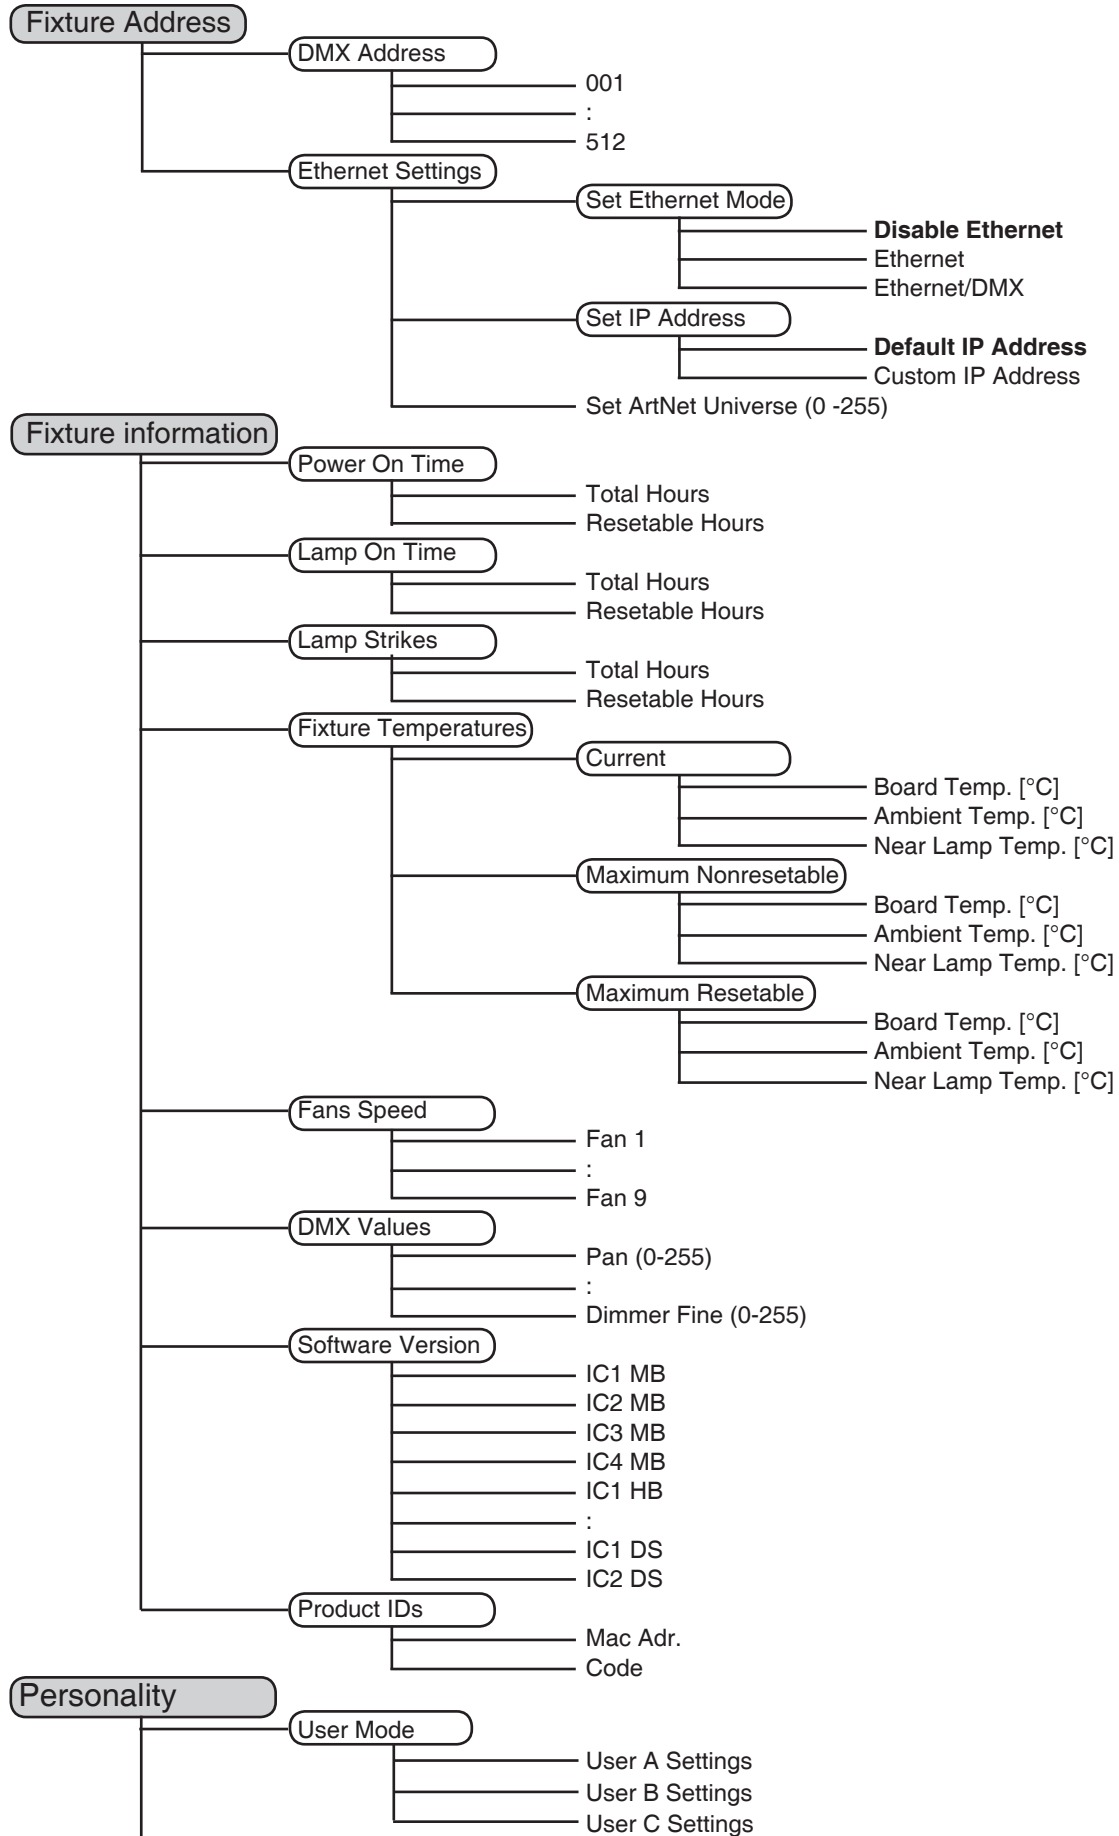 Fixture Address
DMX Address
001
:
512
Ethernet Settings
Set Ethernet Mode
Disable Ethernet
Ethernet
Ethernet/DMX
Set IP Address
Default IP Address
Custom IP Address
Set ArtNet Universe (0 -255)
Fixture information
Power On Time
Total Hours
Resetable Hours
Lamp On Time
Total Hours
Resetable Hours
Lamp Strikes
Total Hours
Resetable Hours
Fixture Temperatures
Current
Board Temp. [°C]
Ambient Temp. [°C]
Near Lamp Temp. [°C]
Maximum Nonresetable
Board Temp. [°C]
Ambient Temp. [°C]
Near Lamp Temp. [°C]
Maximum Resetable
Board Temp. [°C]
Ambient Temp. [°C]
Near Lamp Temp. [°C]
Fans Speed
Fan 1
:
Fan 9
DMX Values
Pan (0-255)
:
Dimmer Fine (0-255)
Software Version
IC1 MB
IC2 MB
IC3 MB
IC4 MB
IC1 HB
:
IC1 DS
IC2 DS
Product IDs
Mac Adr.
Code
Personality
User Mode
User A Settings
User B Settings
User C Settings